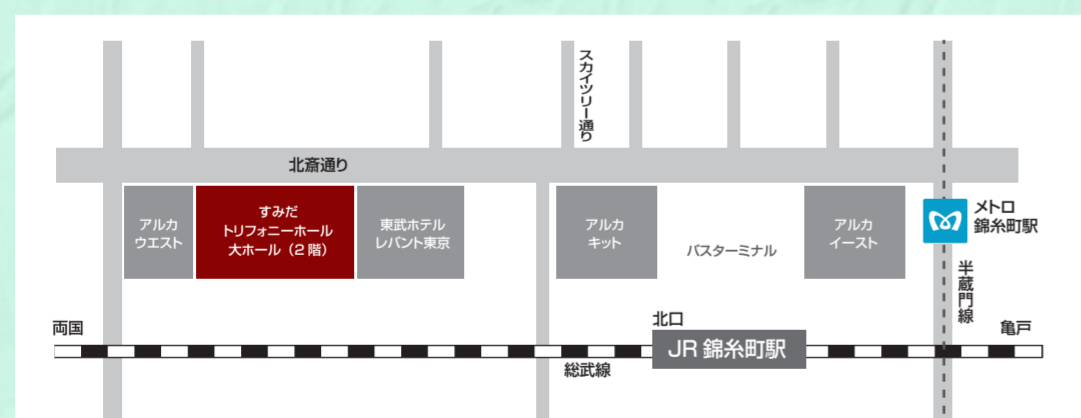 スカイツリー通り
北斎通り
アルカ
ウエスト
すみだ
トリフォニーホール
大ホール（2階）
東武ホテル
レバント東京
アルカ
キット
バスターミナル
アルカ
イースト
メトロ
錦糸町駅
半蔵門線
両国
北口
JR 錦糸町駅
亀戸
総武線